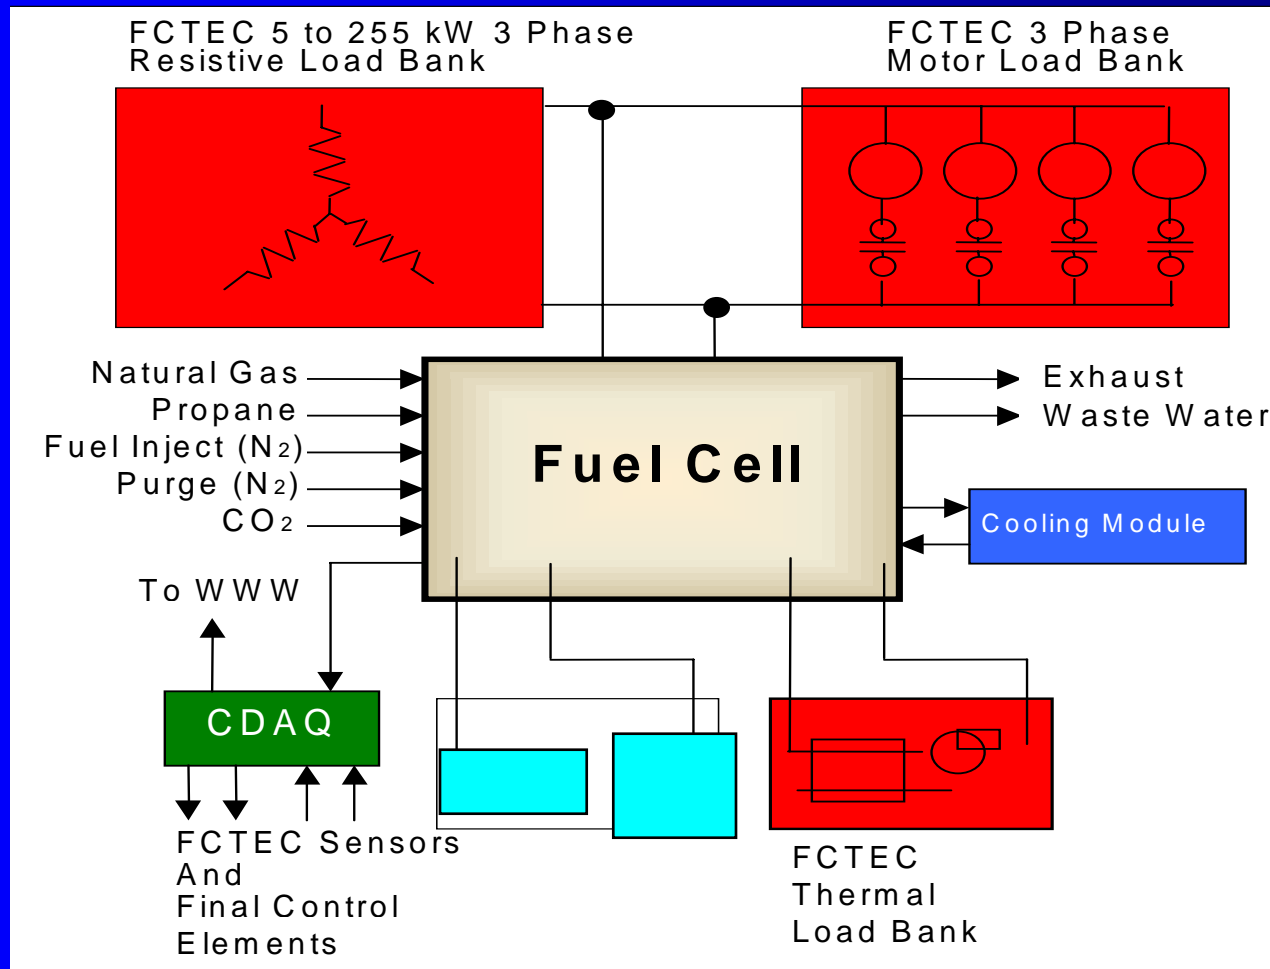 FCTEC 5 to 255 kW 3 Phase
Resistive Load Bank
FCTEC 3 Phase
Motor Load Bank
Natural Gas
Propane
Fuel Inject (N2)
Purge (N2)
CO2
Fuel Cell
Exhaust
Waste Water
Cooling Module
To WWW
CDAQ
FCTEC Sensors
And
Final Control
Elements
FCTEC
Thermal
Load Bank